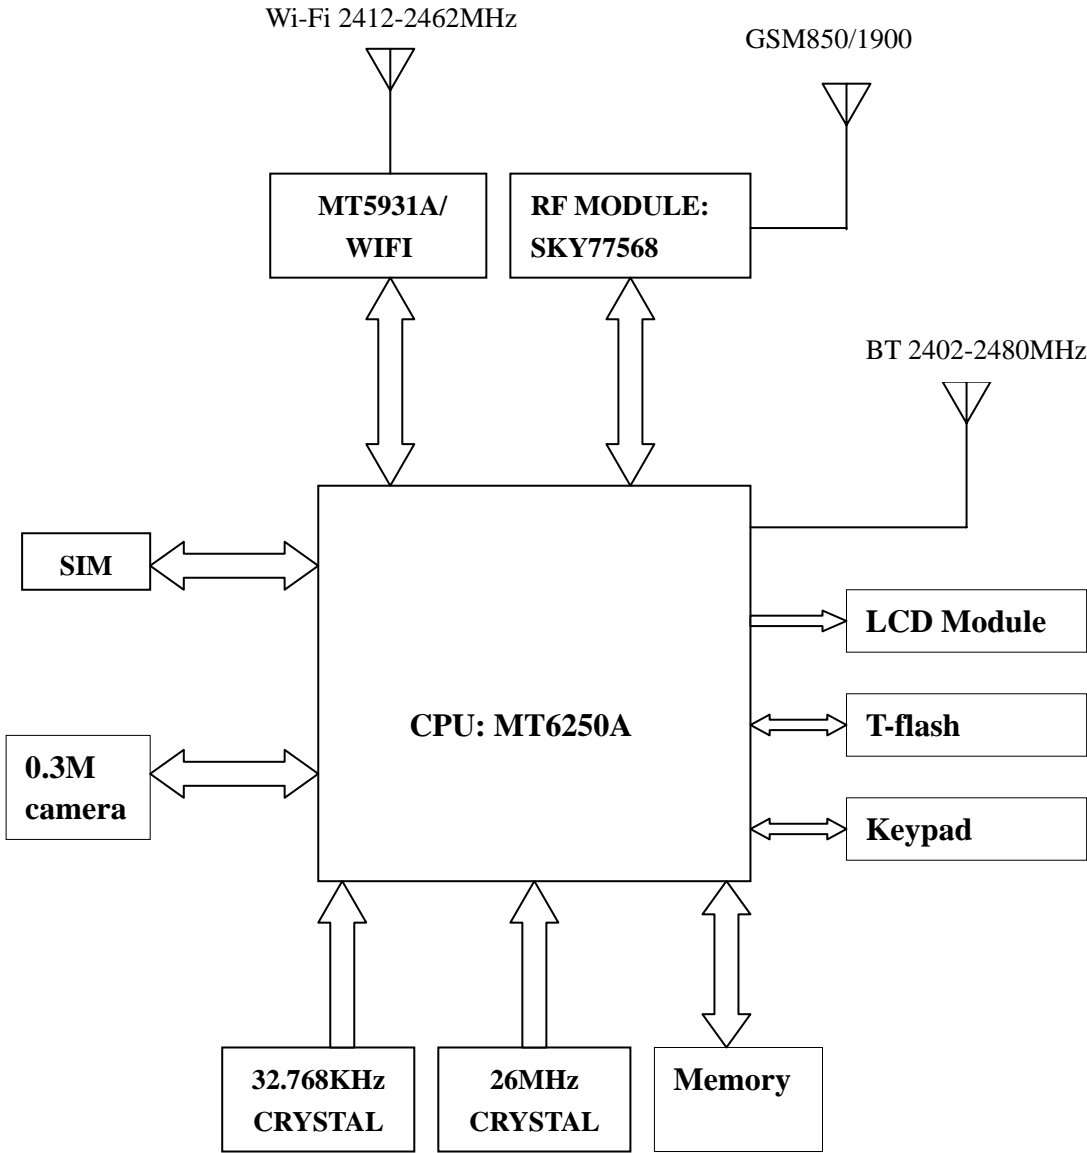 Wi-Fi 2412-2462MHz
GSM850/1900
MT5931A/
WIFI
RF MODULE:
SKY77568
BT 2402-2480MHz
SIM
LCD Module
CPU: MT6250A
T-flash
0.3M
camera
Keypad
32.768KHz
CRYSTAL
26MHz
CRYSTAL
Memory